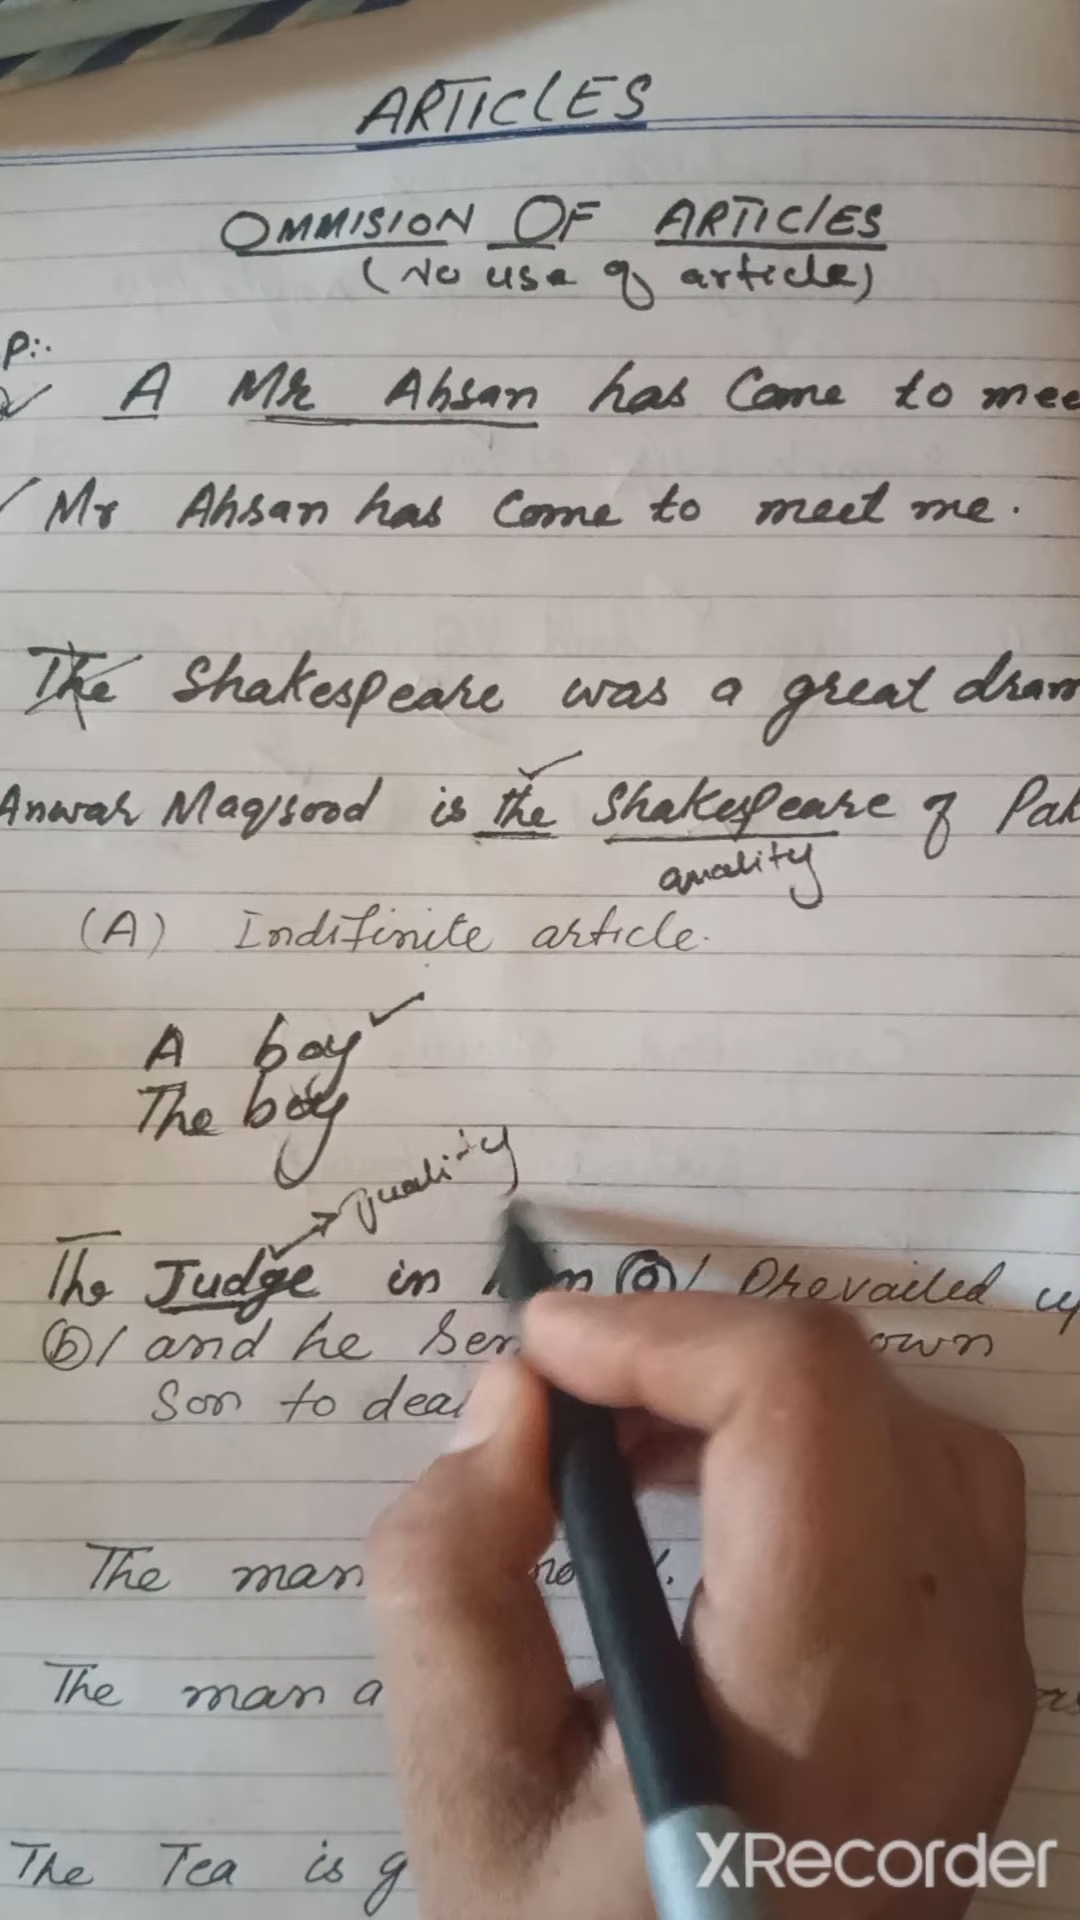 ARTICLES
OMMISION OF ARTICLES
(No use of article)
P:-
A Mr Ahsan has Come to mee
Mr Ahsan has Come to meet me.
The Shakespeare was a great dram
Anwar Maqsood is the Shakespeare of Pak
quality
(A) Indifinite article.
A boy
The boy
quality
The Judge in (a)/ Prevailed up
(b)/ and he sen own
Son to dea
The man
The man a
The Tea is g
XRecorder